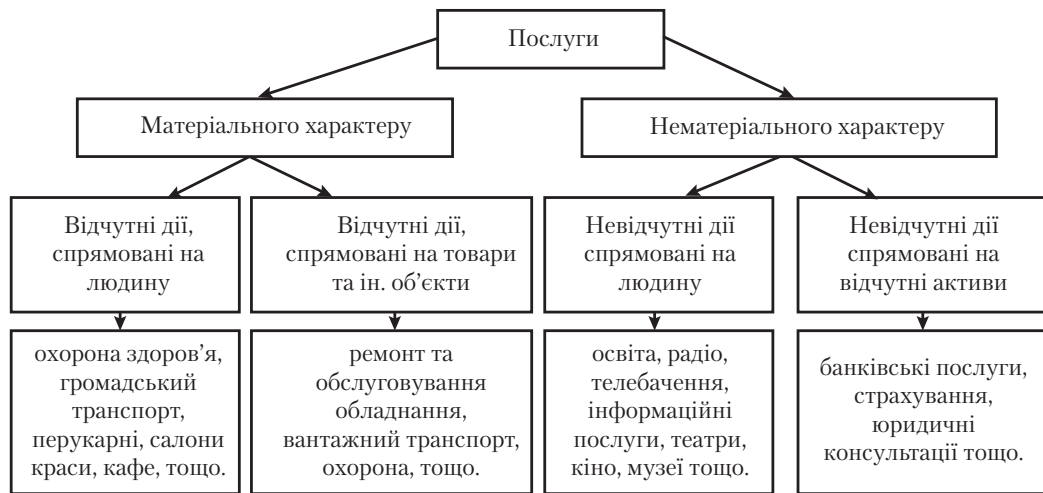 Послуги
Матеріального характеру
Нематеріального характеру
Відчутні дії,
спрямовані на
людину
Відчутні дії,
спрямовані на товари
та ін. об’єкти
Невідчутні дії
спрямовані на
людину
Невідчутні дії
спрямовані на
відчутні активи
охорона здоров’я,
громадський
транспорт,
перукарні, салони
краси, кафе, тощо.
ремонт та
обслуговування
обладнання,
вантажний транспорт,
охорона, тощо.
освіта, радіо,
телебачення,
інформаційні
послуги, театри,
кіно, музеї тощо.
банківські послуги,
страхування,
юридичні
консультації тощо.